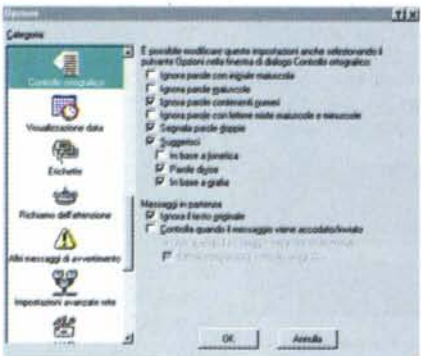 Opzioni
Categoria:
Controllo ortografico
Visualizzazione data
Etichette
Richiamo dell'attenzione
Altri messaggi di avvertimento
Impostazioni avanzate rete
È possibile modificare queste impostazioni anche selezionando il
pulsante Opzioni nella finestra di dialogo Controllo ortografico:
Ignora parole con iniziale maiuscole
Ignora parole maiuscole
Ignora parole contenenti numeri
Ignora parole con lettere miste maiuscole e minuscole
Segnala parole doppie
Suggerisci
In base a fonetica
Parole divise
In base a grafia
Messaggi in partenza
Ignora il testo originale
Controlla quando il messaggio viene accodato/inviato
OK
Annulla